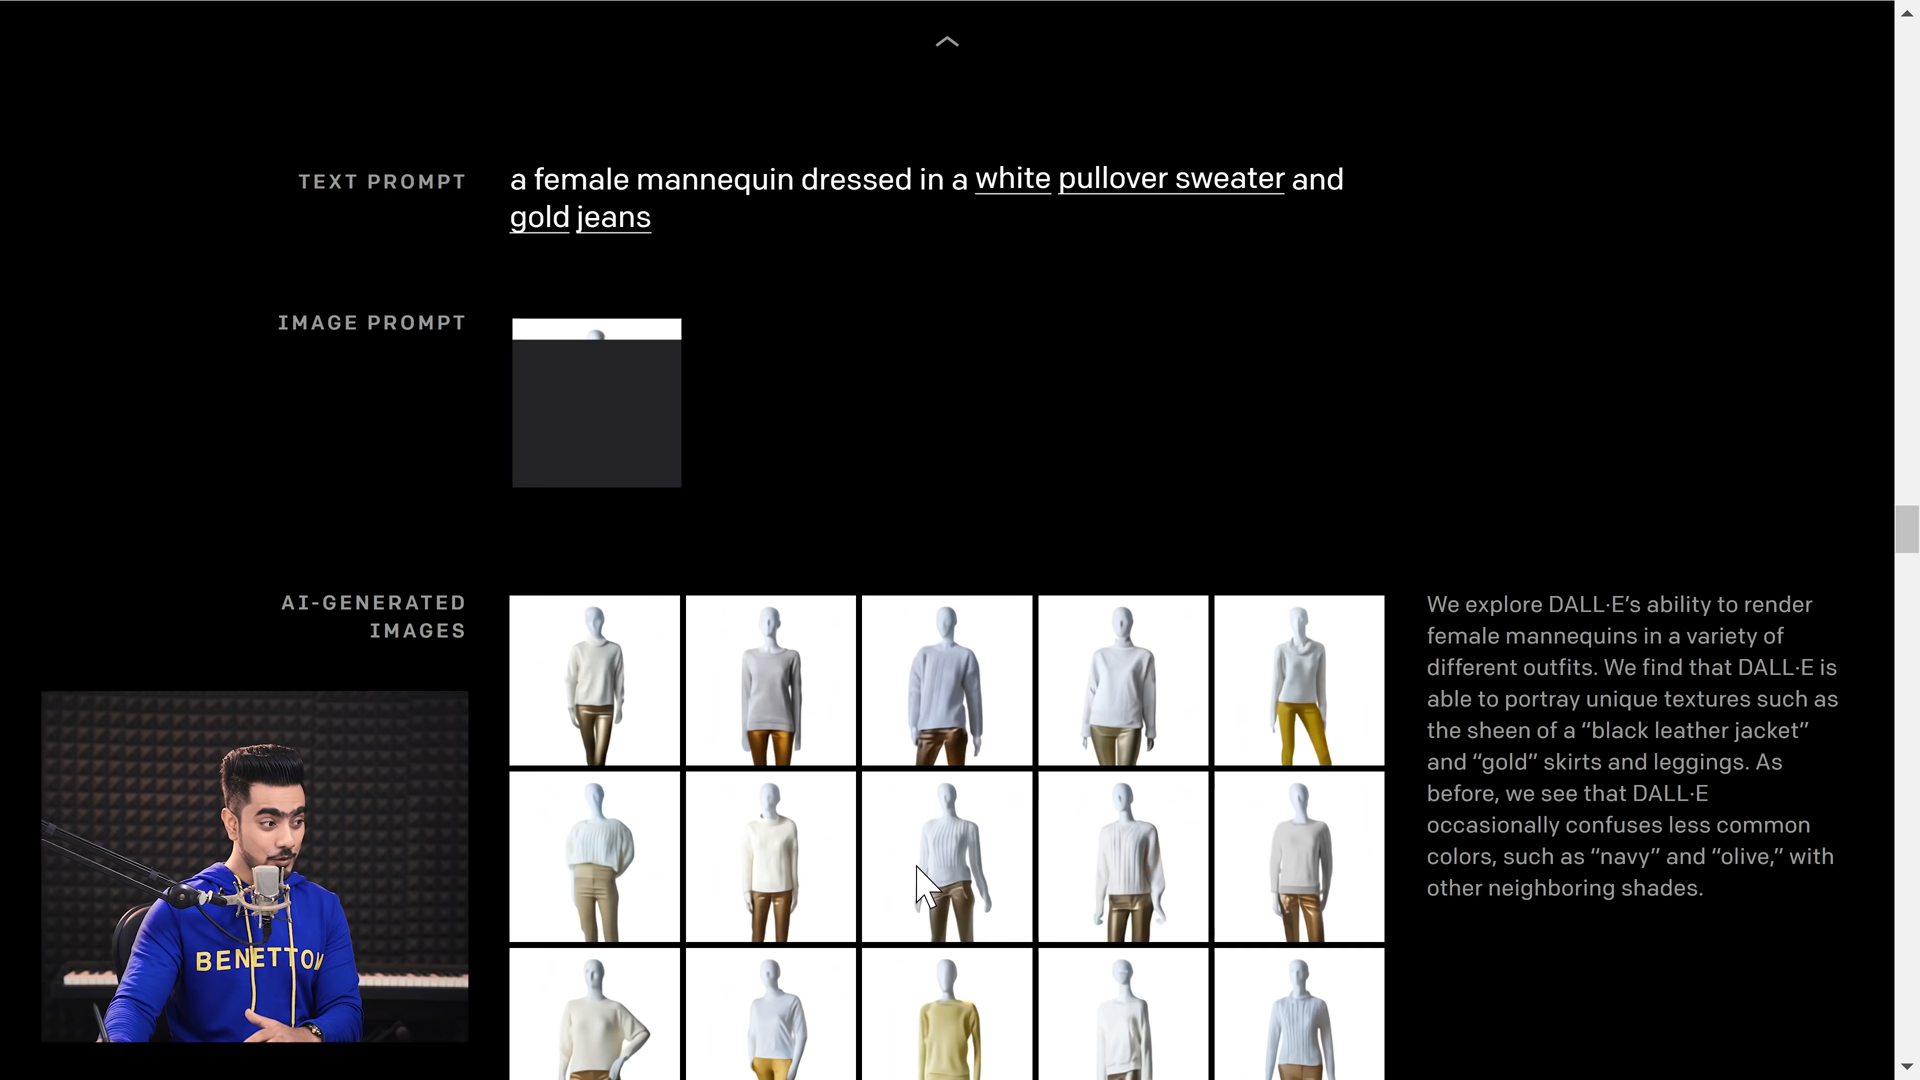 TEXT PROMPT
a female mannequin dressed in a white pullover sweater and
gold jeans
IMAGE PROMPT
AI-GENERATED
IMAGES
We explore DALL·E’s ability to render
female mannequins in a variety of
different outfits. We find that DALL·E is
able to portray unique textures such as
the sheen of a “black leather jacket”
and “gold” skirts and leggings. As
before, we see that DALL·E
occasionally confuses less common
colors, such as “navy” and “olive,” with
other neighboring shades.
BENETTON